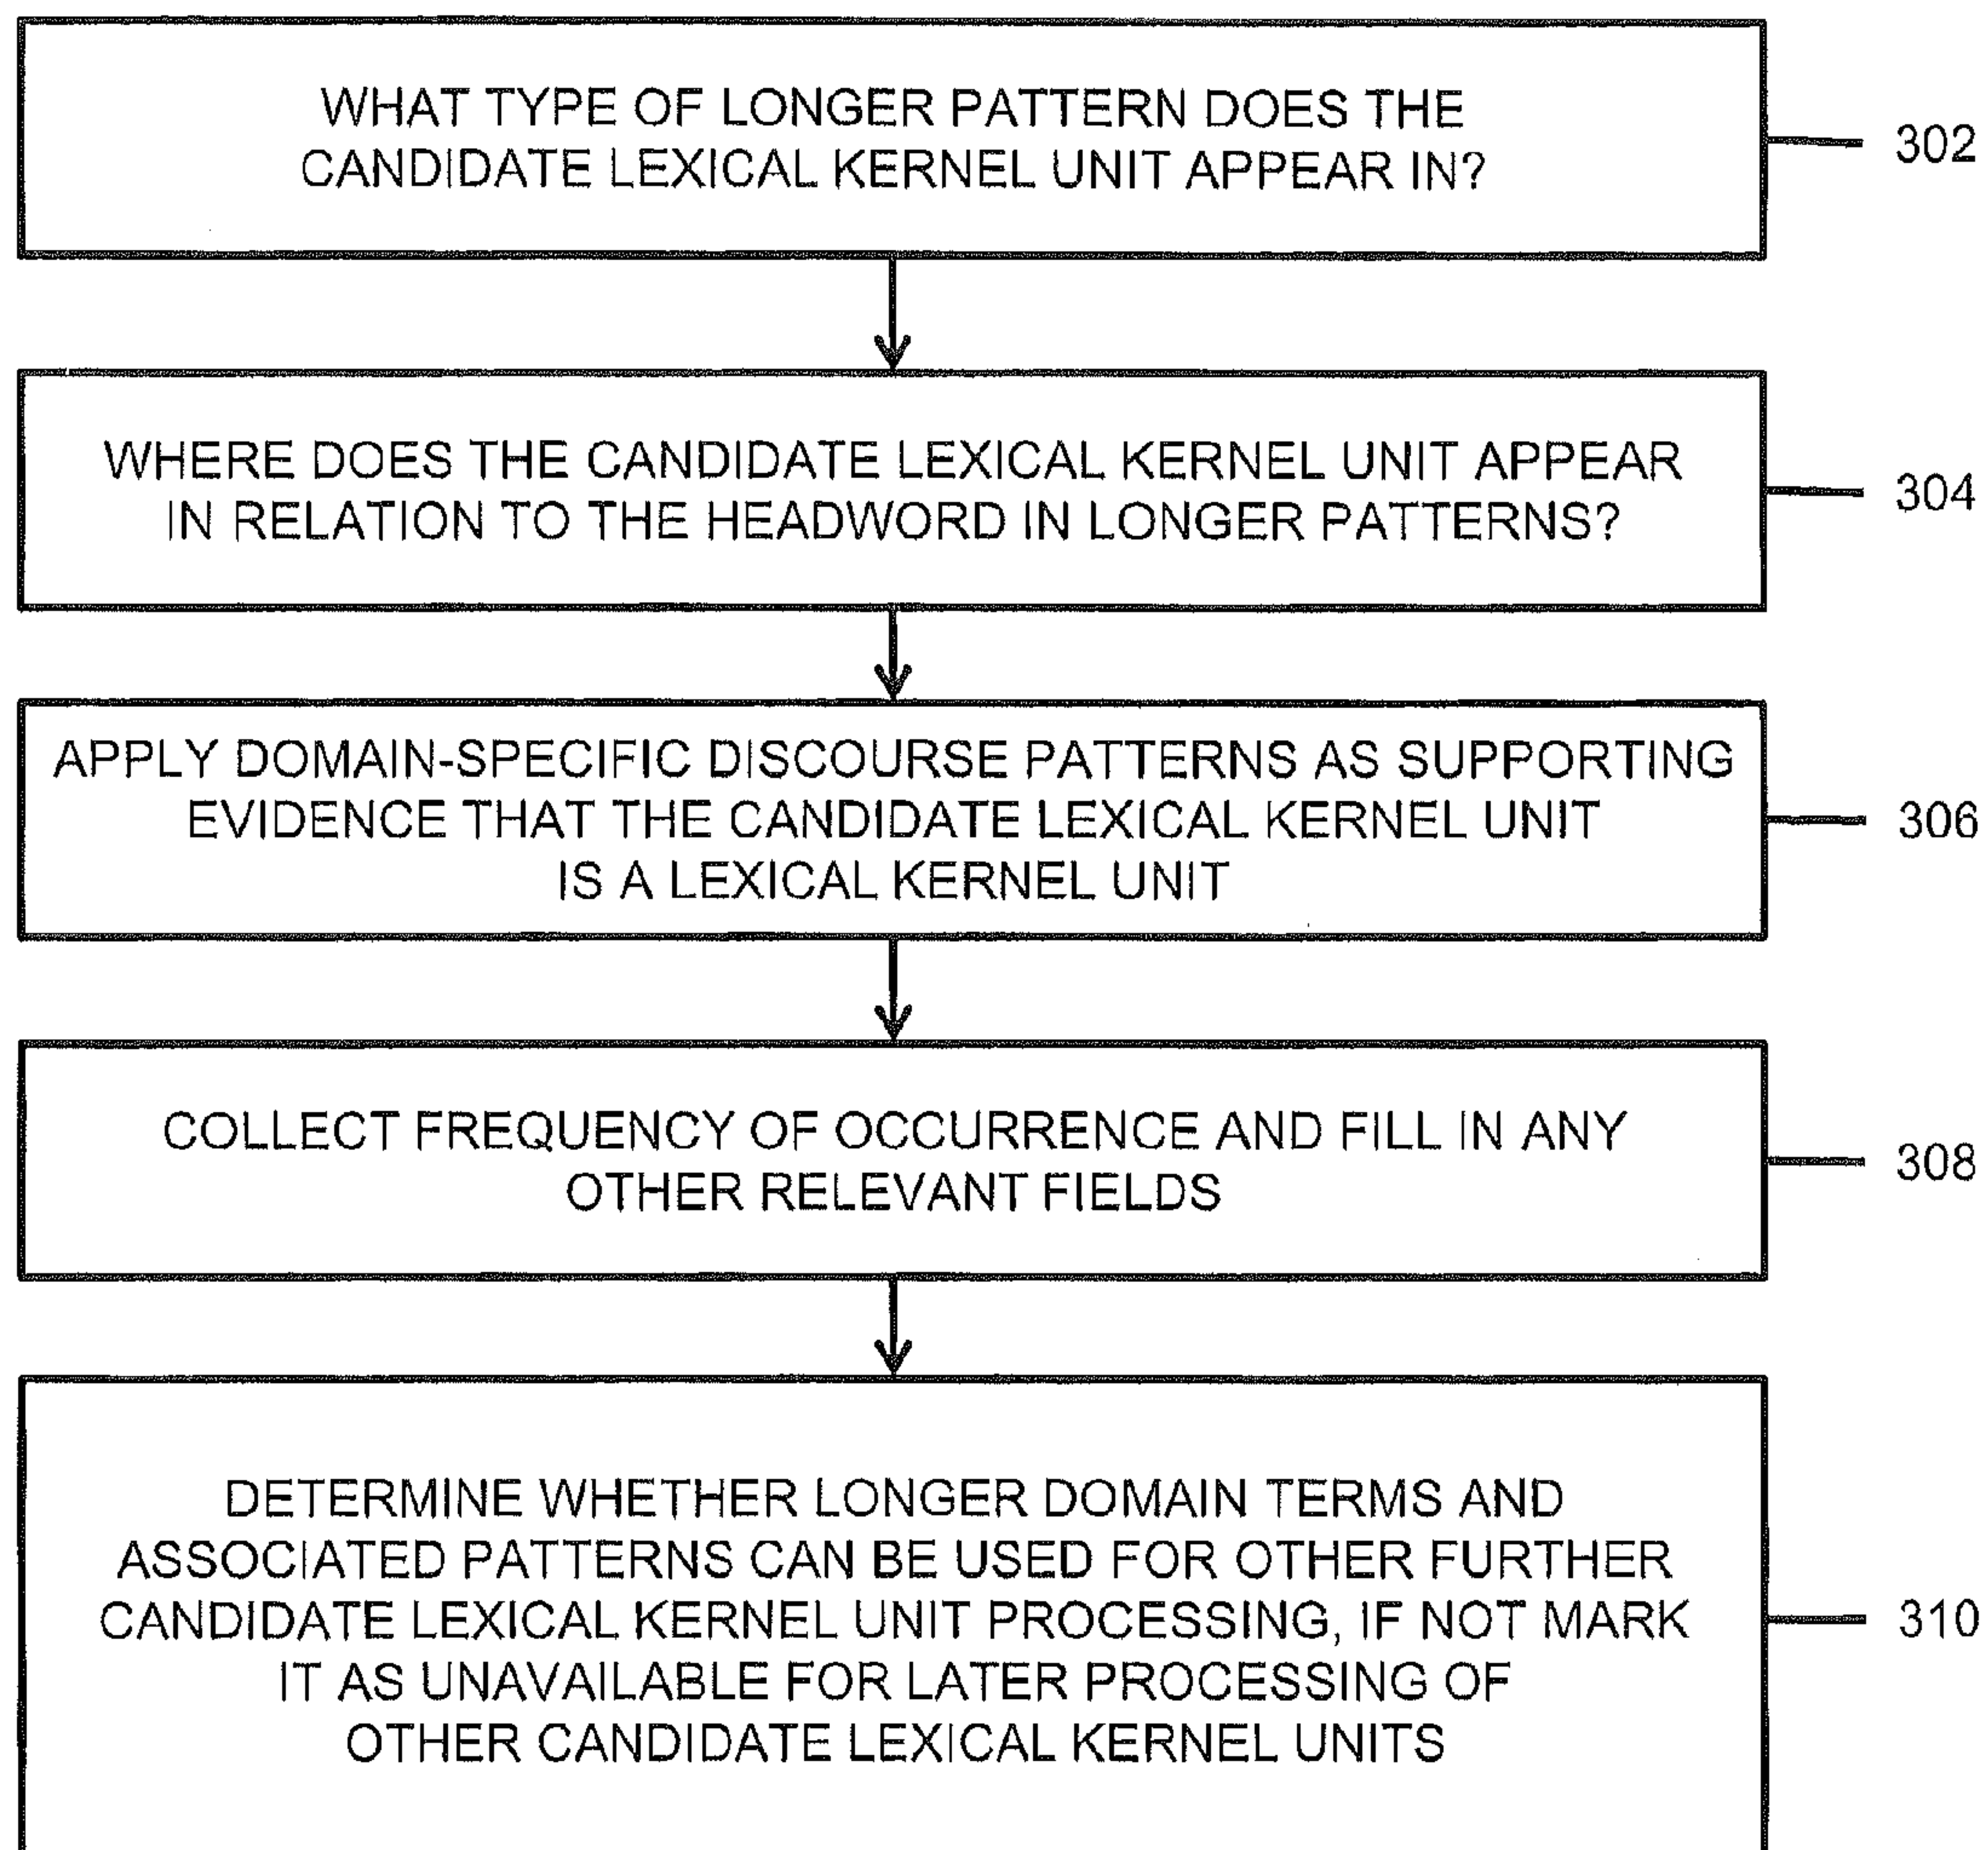 WHAT TYPE OF LONGER PATTERN DOES THE
CANDIDATE LEXICAL KERNEL UNIT APPEAR IN?
302
WHERE DOES THE CANDIDATE LEXICAL KERNEL UNIT APPEAR
IN RELATION TO THE HEADWORD IN LONGER PATTERNS?
304
APPLY DOMAIN-SPECIFIC DISCOURSE PATTERNS AS SUPPORTING
EVIDENCE THAT THE CANDIDATE LEXICAL KERNEL UNIT
IS A LEXICAL KERNEL UNIT
306
COLLECT FREQUENCY OF OCCURRENCE AND FILL IN ANY
OTHER RELEVANT FIELDS
308
DETERMINE WHETHER LONGER DOMAIN TERMS AND
ASSOCIATED PATTERNS CAN BE USED FOR OTHER FURTHER
CANDIDATE LEXICAL KERNEL UNIT PROCESSING, IF NOT MARK
IT AS UNAVAILABLE FOR LATER PROCESSING OF
OTHER CANDIDATE LEXICAL KERNEL UNITS
310